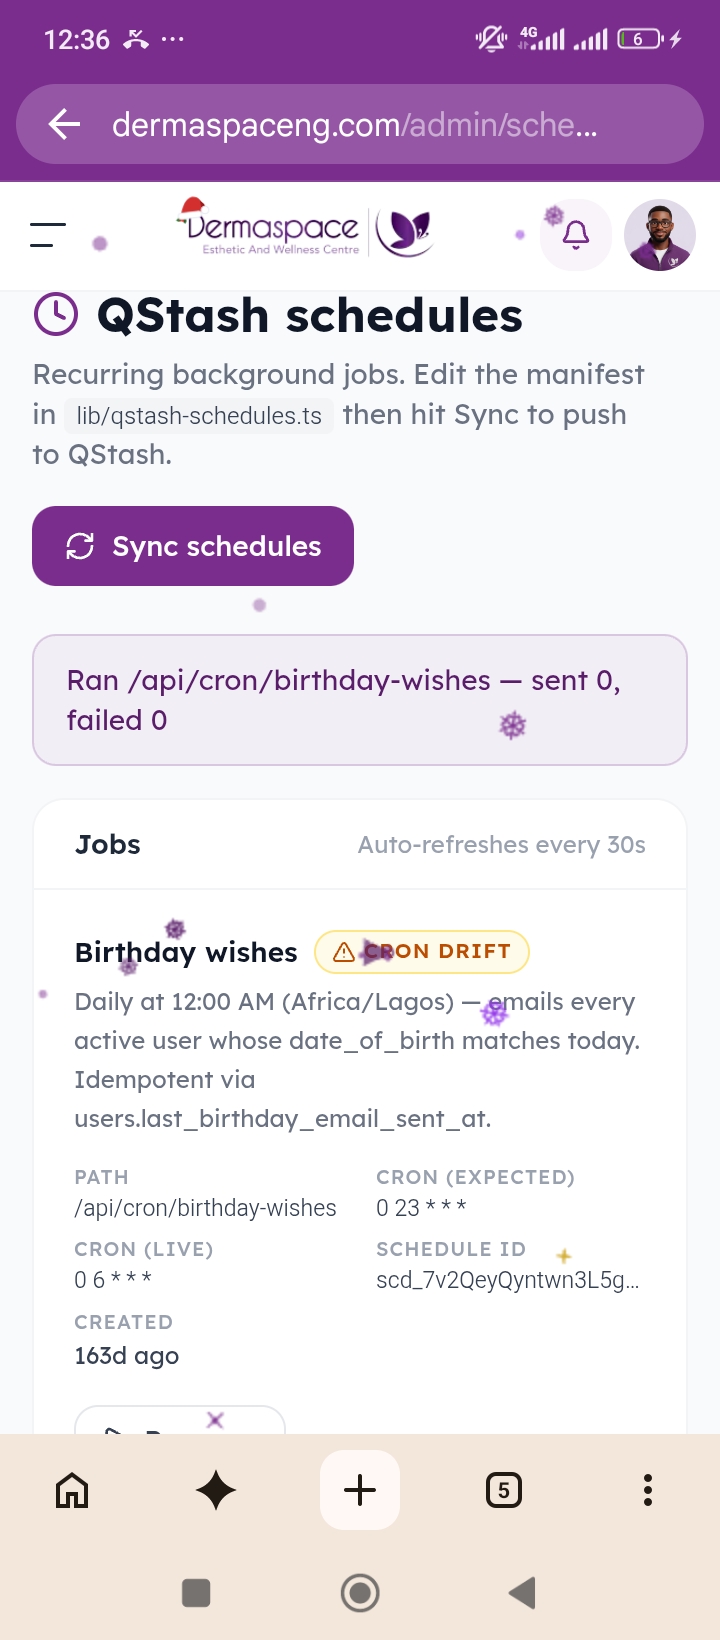 12:36
4G
6
dermaspaceng.com/admin/sche...
Dermaspace
Esthetic And Wellness Centre
QStash schedules
Recurring background jobs. Edit the manifest
in lib/qstash-schedules.ts then hit Sync to push
to QStash.
Sync schedules
Ran /api/cron/birthday-wishes — sent 0,
failed 0
Jobs
Auto-refreshes every 30s
Birthday wishes
CRON DRIFT
Daily at 12:00 AM (Africa/Lagos) — emails every
active user whose date_of_birth matches today.
Idempotent via
users.last_birthday_email_sent_at.
PATH
/api/cron/birthday-wishes
CRON (EXPECTED)
0 23 * * *
CRON (LIVE)
0 6 * * *
SCHEDULE ID
scd_7v2QeyQyntwn3L5g...
CREATED
163d ago
5